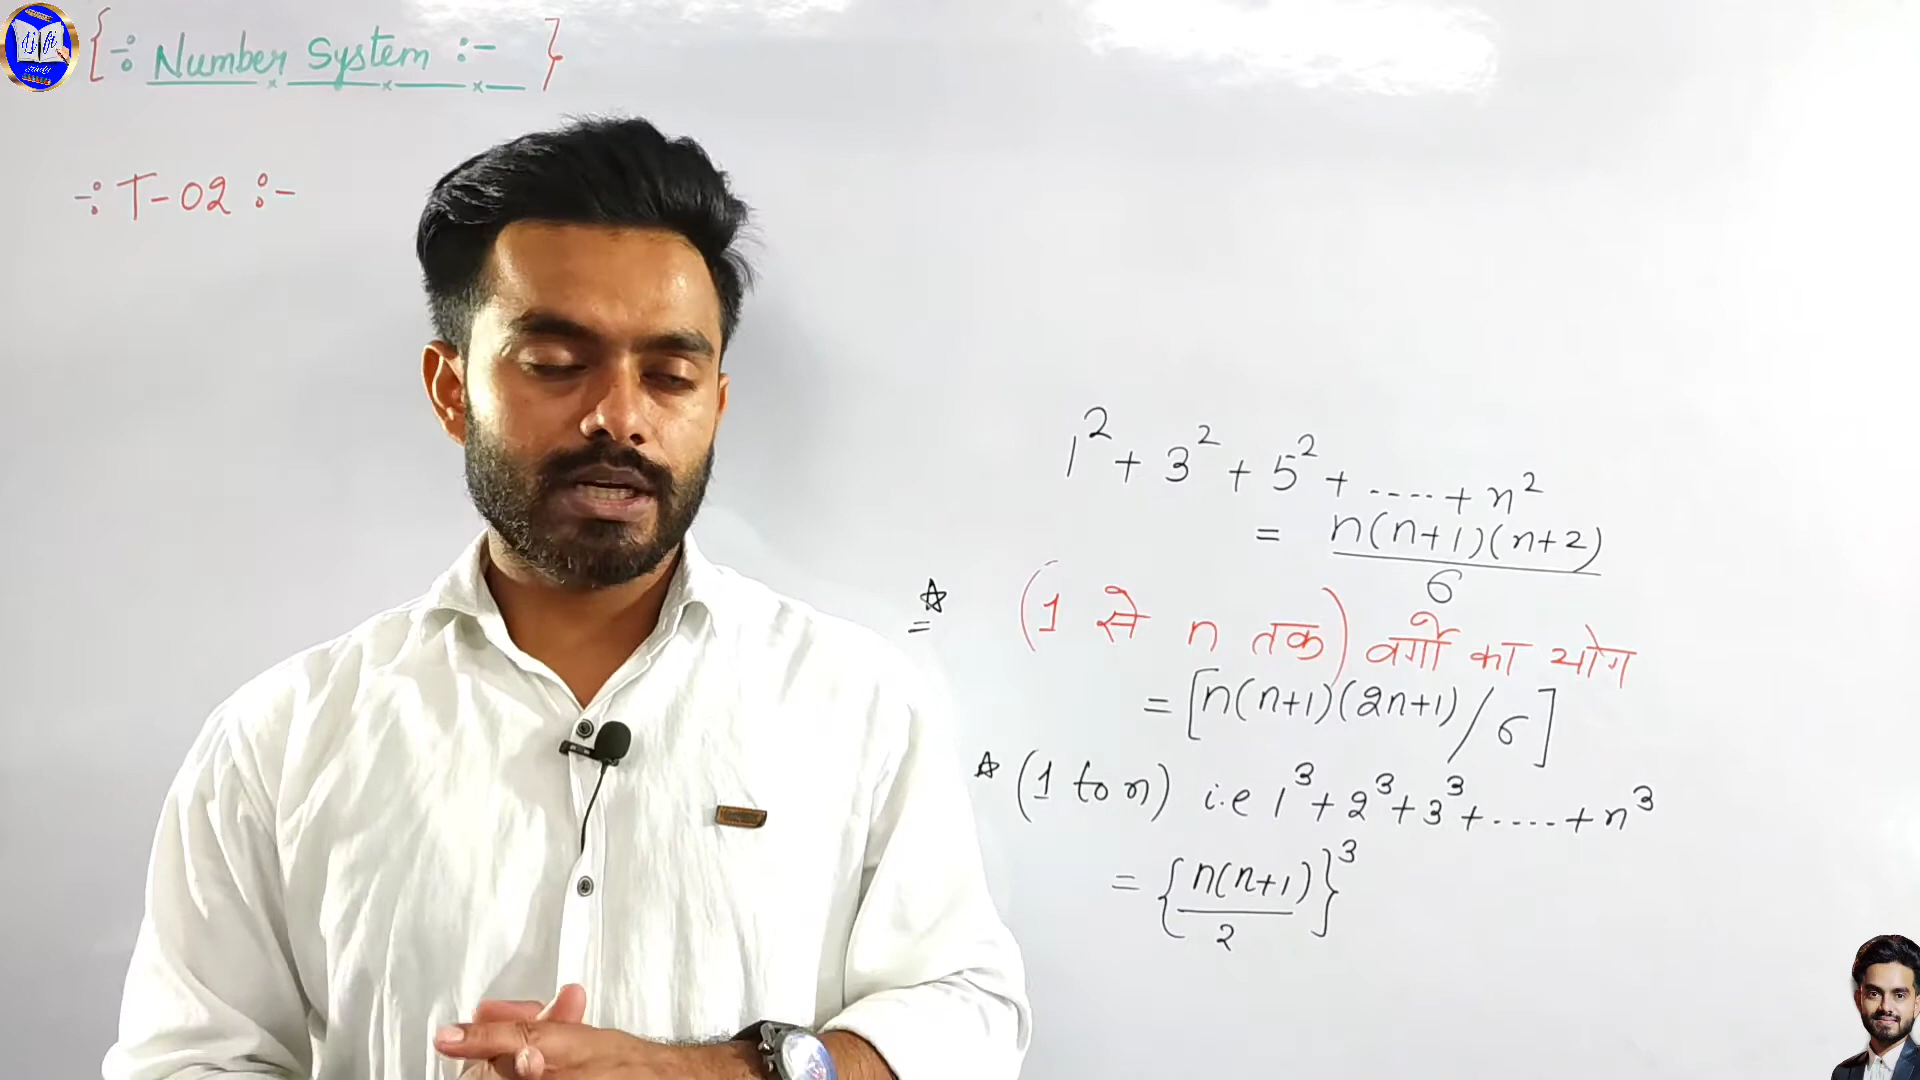 { -: Number System :- }
-: T-02 :-
1² + 3² + 5² + ..... + n²
= n(n+1)(n+2) / 6
☆ = (1 से n तक) वर्गो का योग
= [n(n+1)(2n+1)/6]
☆ (1 to n) i.e 1³ + 2³ + 3³ + ..... + n³
= {n(n+1) / 2}³